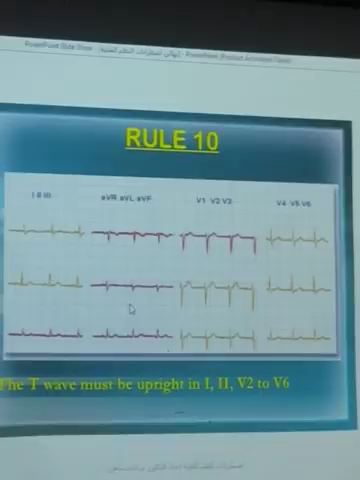 RULE 10
I II III
aVR aVL aVF
V1 V2 V3
V4 V5 V6
The T wave must be upright in I, II, V2 to V6